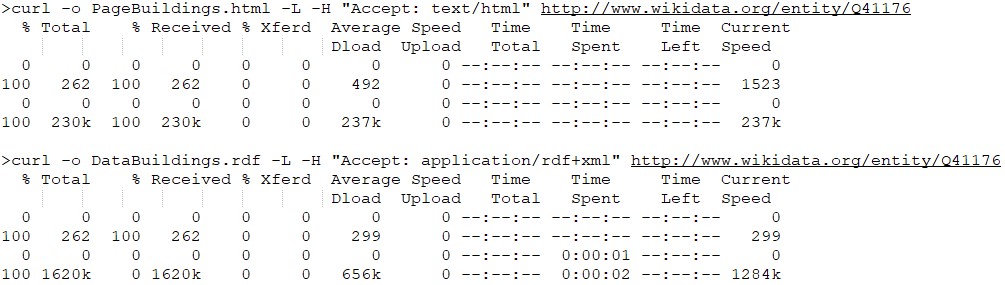 >curl -o PageBuildings.html -L -H "Accept: text/html" http://www.wikidata.org/entity/Q41176
% Total % Received % Xferd Average Speed Time Time Time Current
Dload Upload Total Spent Left Speed
0 0 0 0 0 0 0 0 --:--:-- --:--:-- --:--:-- 0
100 262 100 262 0 0 492 0 --:--:-- --:--:-- --:--:-- 1523
0 0 0 0 0 0 0 0 --:--:-- --:--:-- --:--:-- 0
100 230k 100 230k 0 0 237k 0 --:--:-- --:--:-- --:--:-- 237k
>curl -o DataBuildings.rdf -L -H "Accept: application/rdf+xml" http://www.wikidata.org/entity/Q41176
% Total % Received % Xferd Average Speed Time Time Time Current
Dload Upload Total Spent Left Speed
0 0 0 0 0 0 0 0 --:--:-- --:--:-- --:--:-- 0
100 262 100 262 0 0 299 0 --:--:-- --:--:-- --:--:-- 299
0 0 0 0 0 0 0 0 --:--:-- 0:00:01 --:--:-- 0
100 1620k 0 1620k 0 0 656k 0 --:--:-- 0:00:02 --:--:-- 1284k